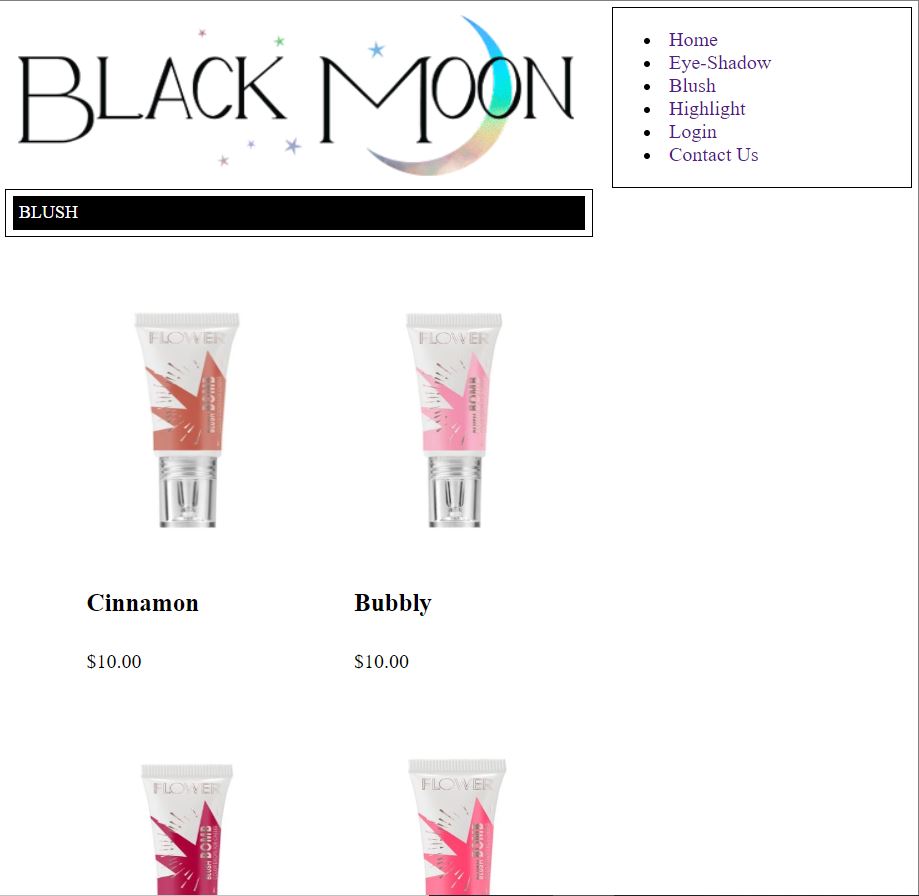 BLACK MOON
Home
Eye-Shadow
Blush
Highlight
Login
Contact Us
BLUSH
FLOWER
BLUSH BOMB
FLOWER
BLUSH BOMB
Cinnamon
Bubbly
$10.00
$10.00
FLOWER
BLUSH BOMB
FLOWER
BLUSH BOMB